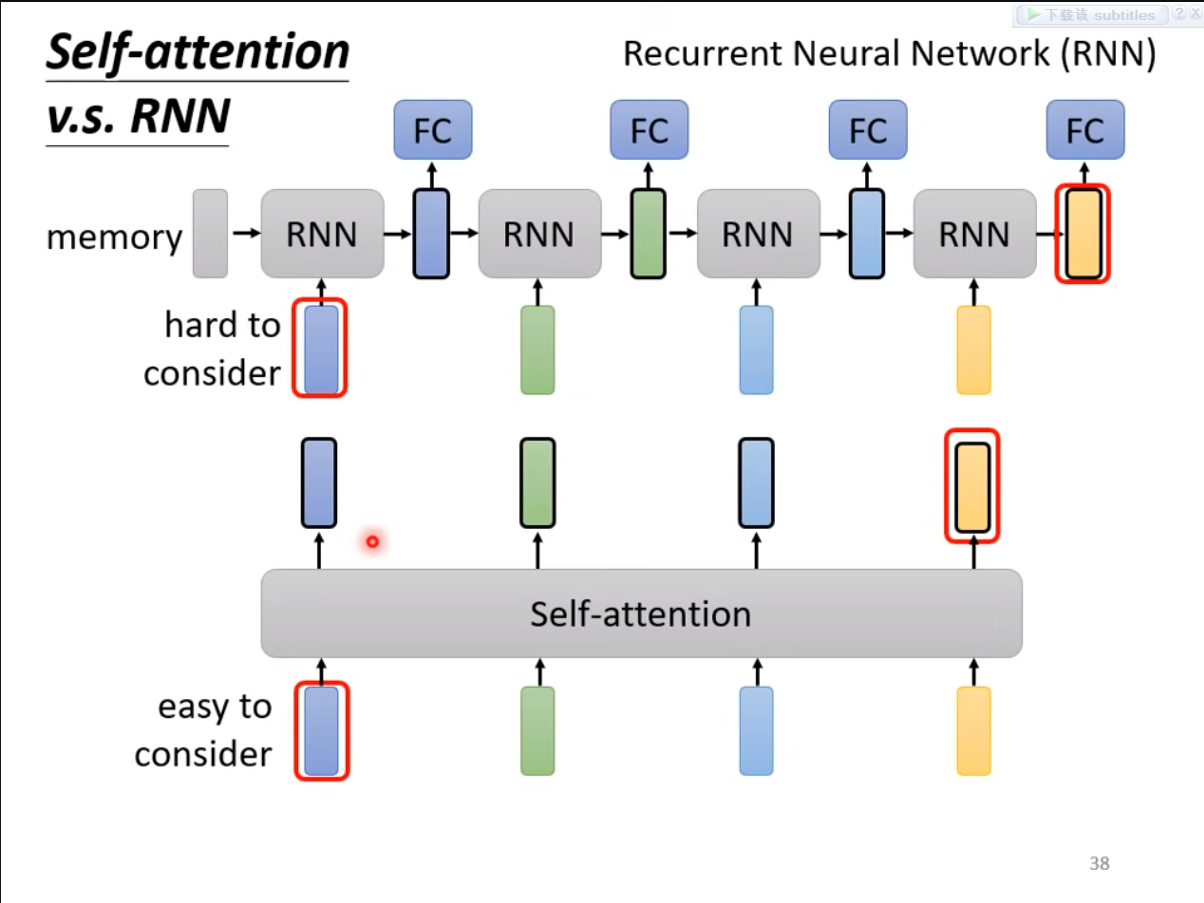 下载该 subtitles ? X
Self-attention
v.s. RNN
Recurrent Neural Network (RNN)
FC FC FC FC
memory RNN RNN RNN RNN
hard to
consider
Self-attention
easy to
consider
38